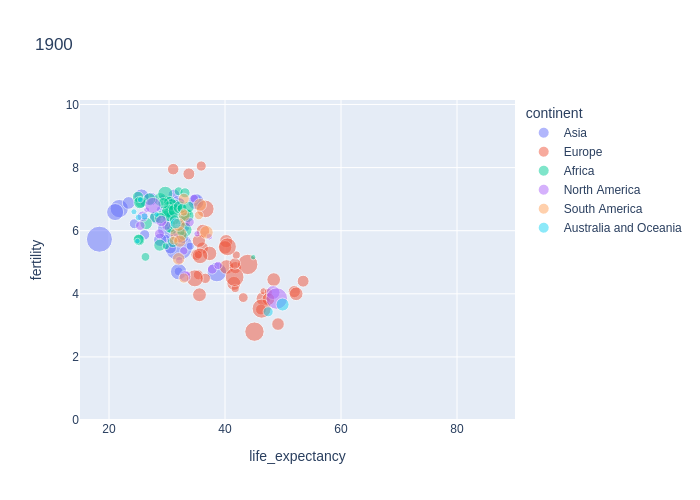 1900
continent
Asia
Europe
Africa
North America
South America
Australia and Oceania
10
8
6
4
2
0
fertility
20
40
60
80
life_expectancy